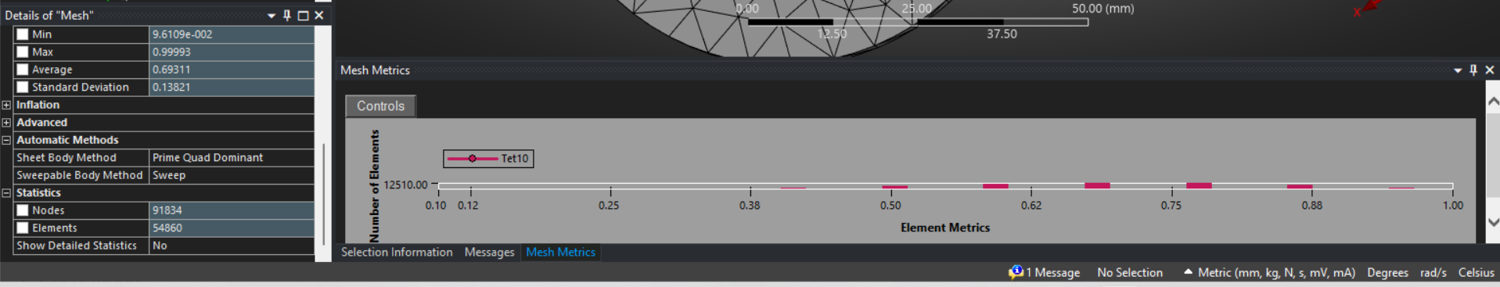 Details of "Mesh"
Min 9.6109e-002
Max 0.99993
Average 0.69311
Standard Deviation 0.13821
Inflation
Advanced
Automatic Methods
Sheet Body Method Prime Quad Dominant
Sweepable Body Method Sweep
Statistics
Nodes 91834
Elements 54860
Show Detailed Statistics No
0.00 25.00 50.00 (mm)
12.50 37.50
X
Mesh Metrics
Controls
Number of Elements
Tet10
12510.00
0.10 0.12 0.25 0.38 0.50 0.62 0.75 0.88 1.00
Element Metrics
Selection Information Messages Mesh Metrics
1 Message No Selection Metric (mm, kg, N, s, mV, mA) Degrees rad/s Celsius